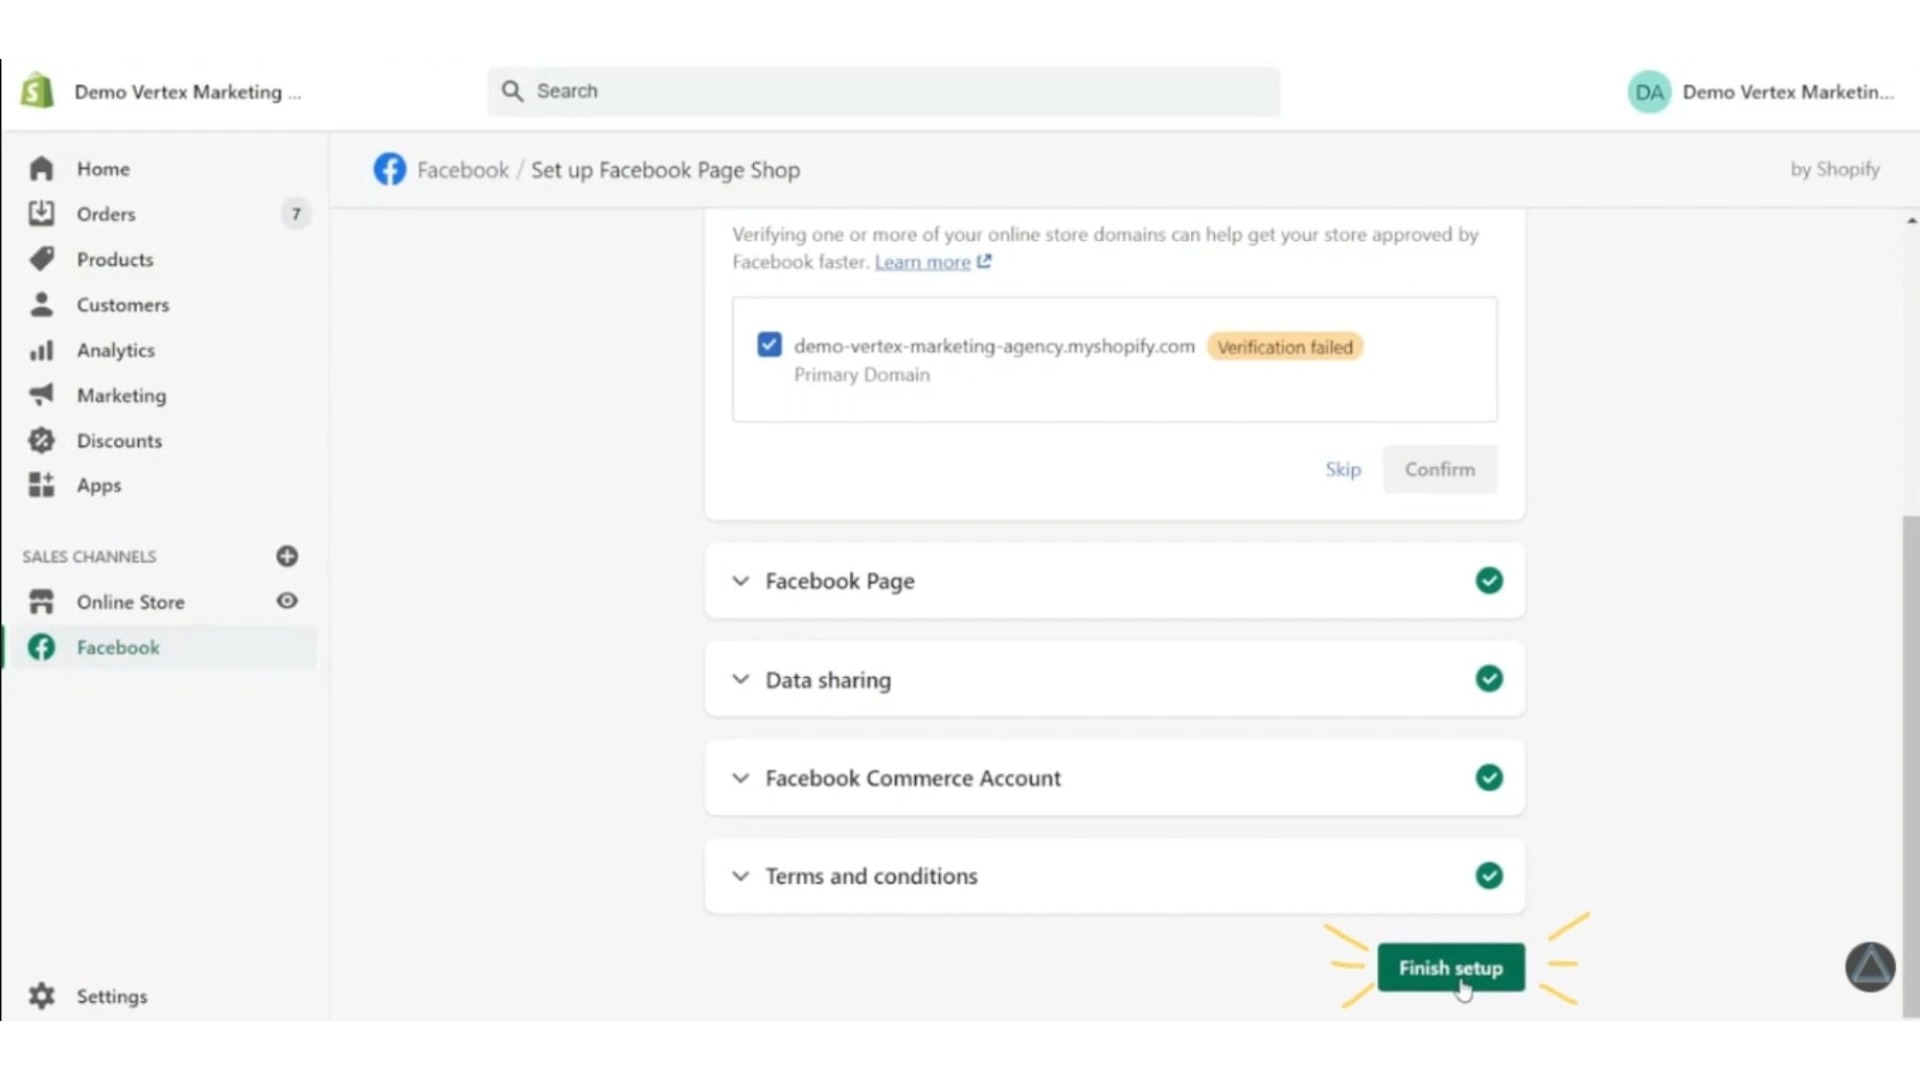 Demo Vertex Marketing ...
Search
DA
Demo Vertex Marketin...
Home
Orders
7
Products
Customers
Analytics
Marketing
Discounts
Apps
SALES CHANNELS
Online Store
Facebook
Settings
Facebook / Set up Facebook Page Shop
by Shopify
Verifying one or more of your online store domains can help get your store approved by
Facebook faster. Learn more
demo-vertex-marketing-agency.myshopify.com Verification failed
Primary Domain
Skip
Confirm
Facebook Page
Data sharing
Facebook Commerce Account
Terms and conditions
Finish setup